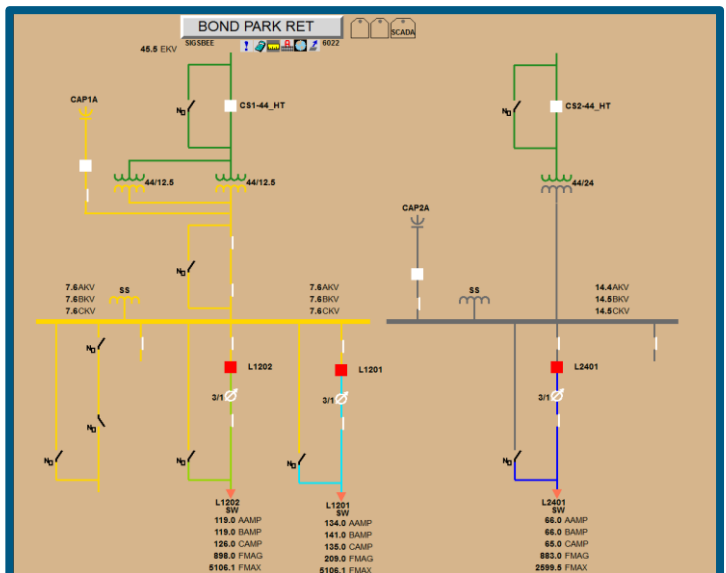 BOND PARK RET
SCADA
SIGSBEE
6022
45.5 EKV
CAP1A
CS1-44_HT
CS2-44_HT
44/12.5
44/12.5
44/24
CAP2A
7.6AKV
7.6BKV
7.6CKV
SS
7.6AKV
7.6BKV
7.6CKV
SS
14.4AKV
14.5BKV
14.5CKV
L1202
L1201
L2401
3/1
3/1
3/1
L1202
SW
119.0 AAMP
119.0 BAMP
126.0 CAMP
898.0 FMAG
5106.1 FMAX
L1201
SW
134.0 AAMP
141.0 BAMP
135.0 CAMP
209.0 FMAG
5106.1 FMAX
L2401
SW
66.0 AAMP
66.0 BAMP
65.0 CAMP
883.0 FMAG
2599.5 FMAX